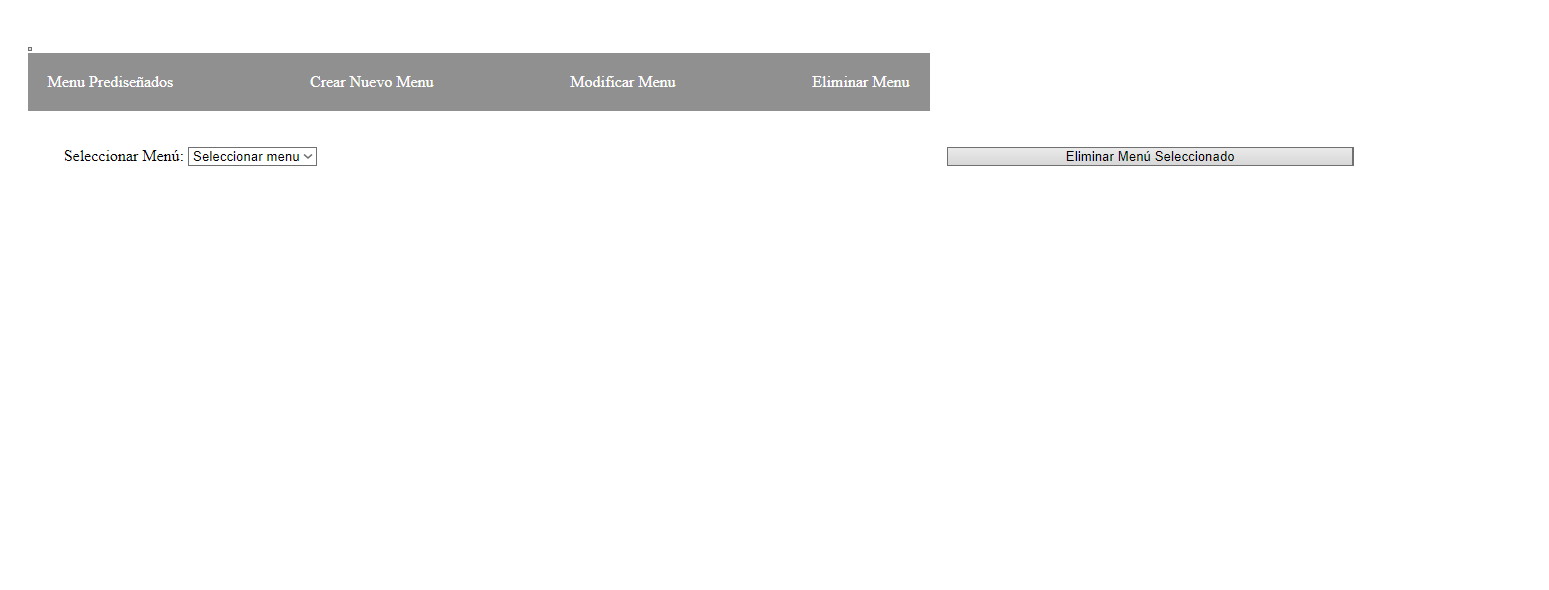 Menu Prediseñados Crear Nuevo Menu Modificar Menu Eliminar Menu
Seleccionar Menú: Seleccionar menu Eliminar Menú Seleccionado